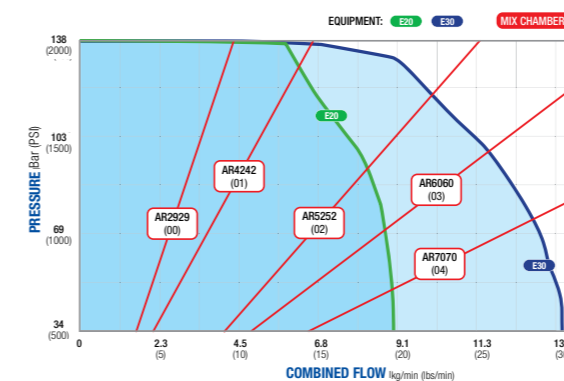 EQUIPMENT: E20 E30 MIX CHAMBER
138
(2000)
E20
103
(1500)
AR4242
(01)
AR6060
(03)
AR2929
(00)
AR5252
(02)
69
(1000)
AR7070
(04)
E30
34
(500)
PRESSURE Bar (PSI)
0 2.3 4.5 6.8 9.1 11.3 13
(5) (10) (15) (20) (25) (30
COMBINED FLOW kg/min (lbs/min)